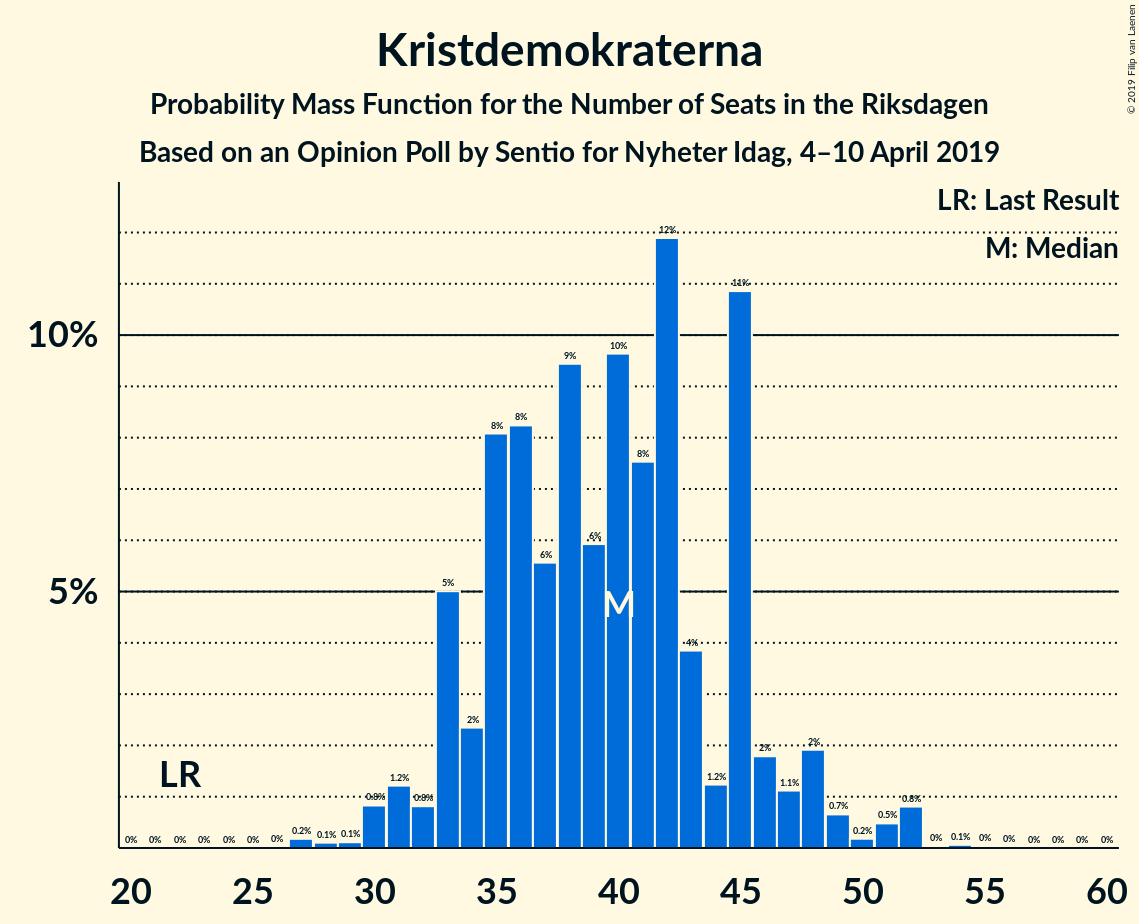 Kristdemokraterna
Probability Mass Function for the Number of Seats in the Riksdagen
Based on an Opinion Poll by Sentio for Nyheter Idag, 4–10 April 2019
© 2019 Filip van Laenen
LR: Last Result
M: Median
10%
5%
LR
M
0% 0% 0% 0% 0% 0% 0% 0.2% 0.1% 0.1% 0.8% 1.2% 0.8% 5% 2% 8% 8% 6% 9% 6% 10% 8% 12% 4% 1.2% 11% 2% 1.1% 2% 0.7% 0.2% 0.5% 0.8% 0% 0.1% 0% 0% 0% 0% 0% 0%
20 25 30 35 40 45 50 55 60